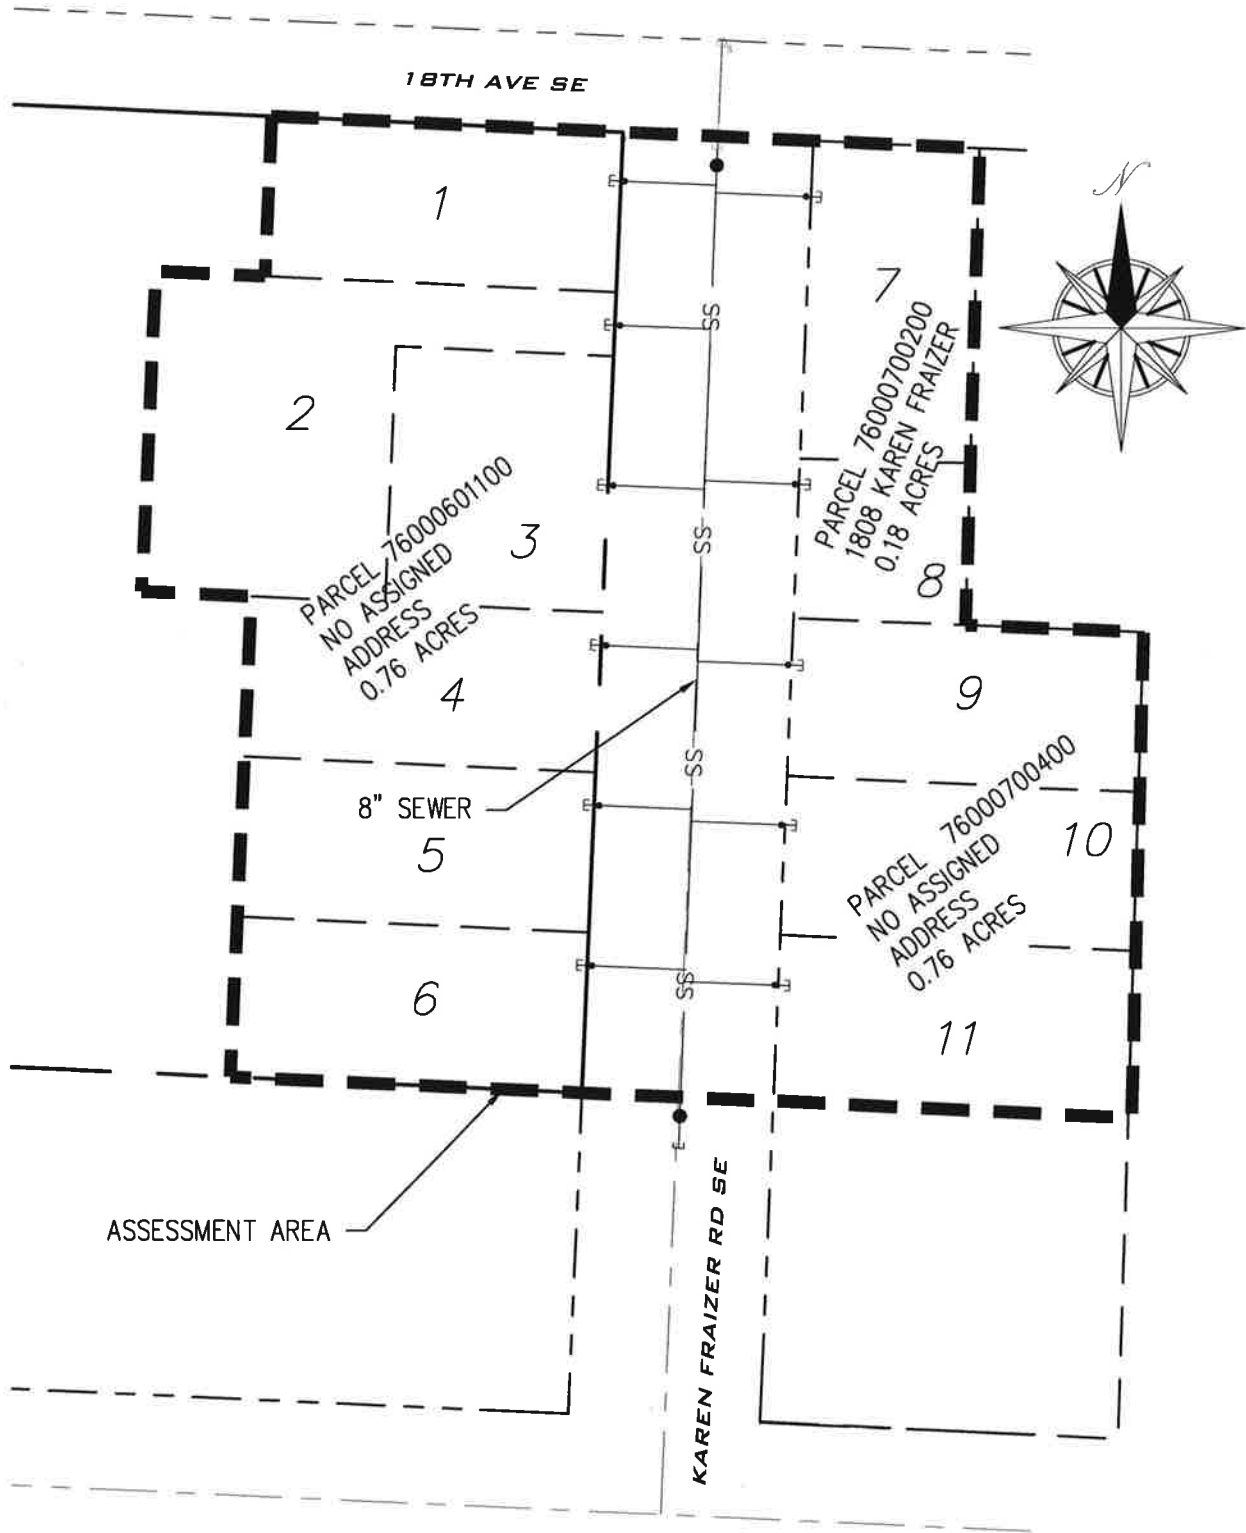 18TH AVE SE
N
1
7
PARCEL 76000700200
1808 KAREN FRAIZER
0.18 ACRES
SS
2
3
PARCEL 76000601100
NO ASSIGNED
ADDRESS
0.76 ACRES
SS
8
4
9
SS
8" SEWER
5
10
PARCEL 76000700400
NO ASSIGNED
ADDRESS
0.76 ACRES
6
SS
11
ASSESSMENT AREA
KAREN FRAIZER RD SE